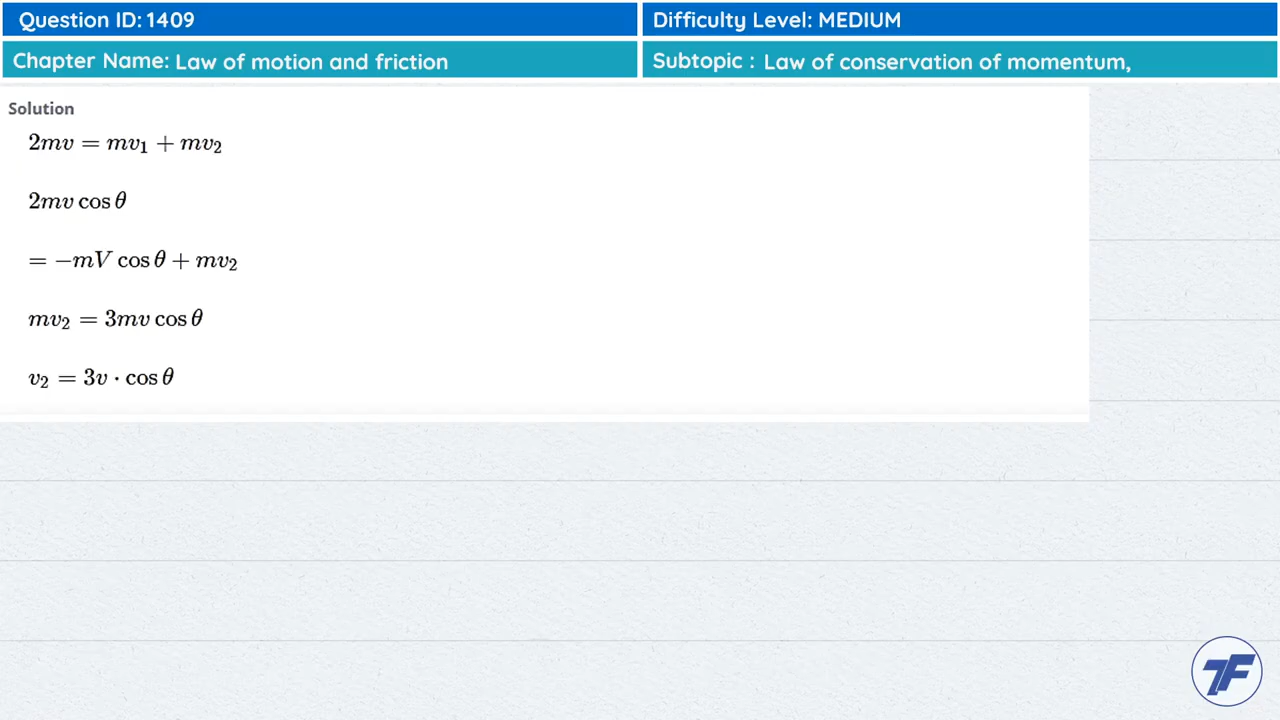 Question ID: 1409
Difficulty Level: MEDIUM
Chapter Name: Law of motion and friction
Subtopic : Law of conservation of momentum,
Solution
2mv = mv₁ + mv₂
2mv cos θ
= −mV cos θ + mv₂
mv₂ = 3mv cos θ
v₂ = 3v · cos θ
7F